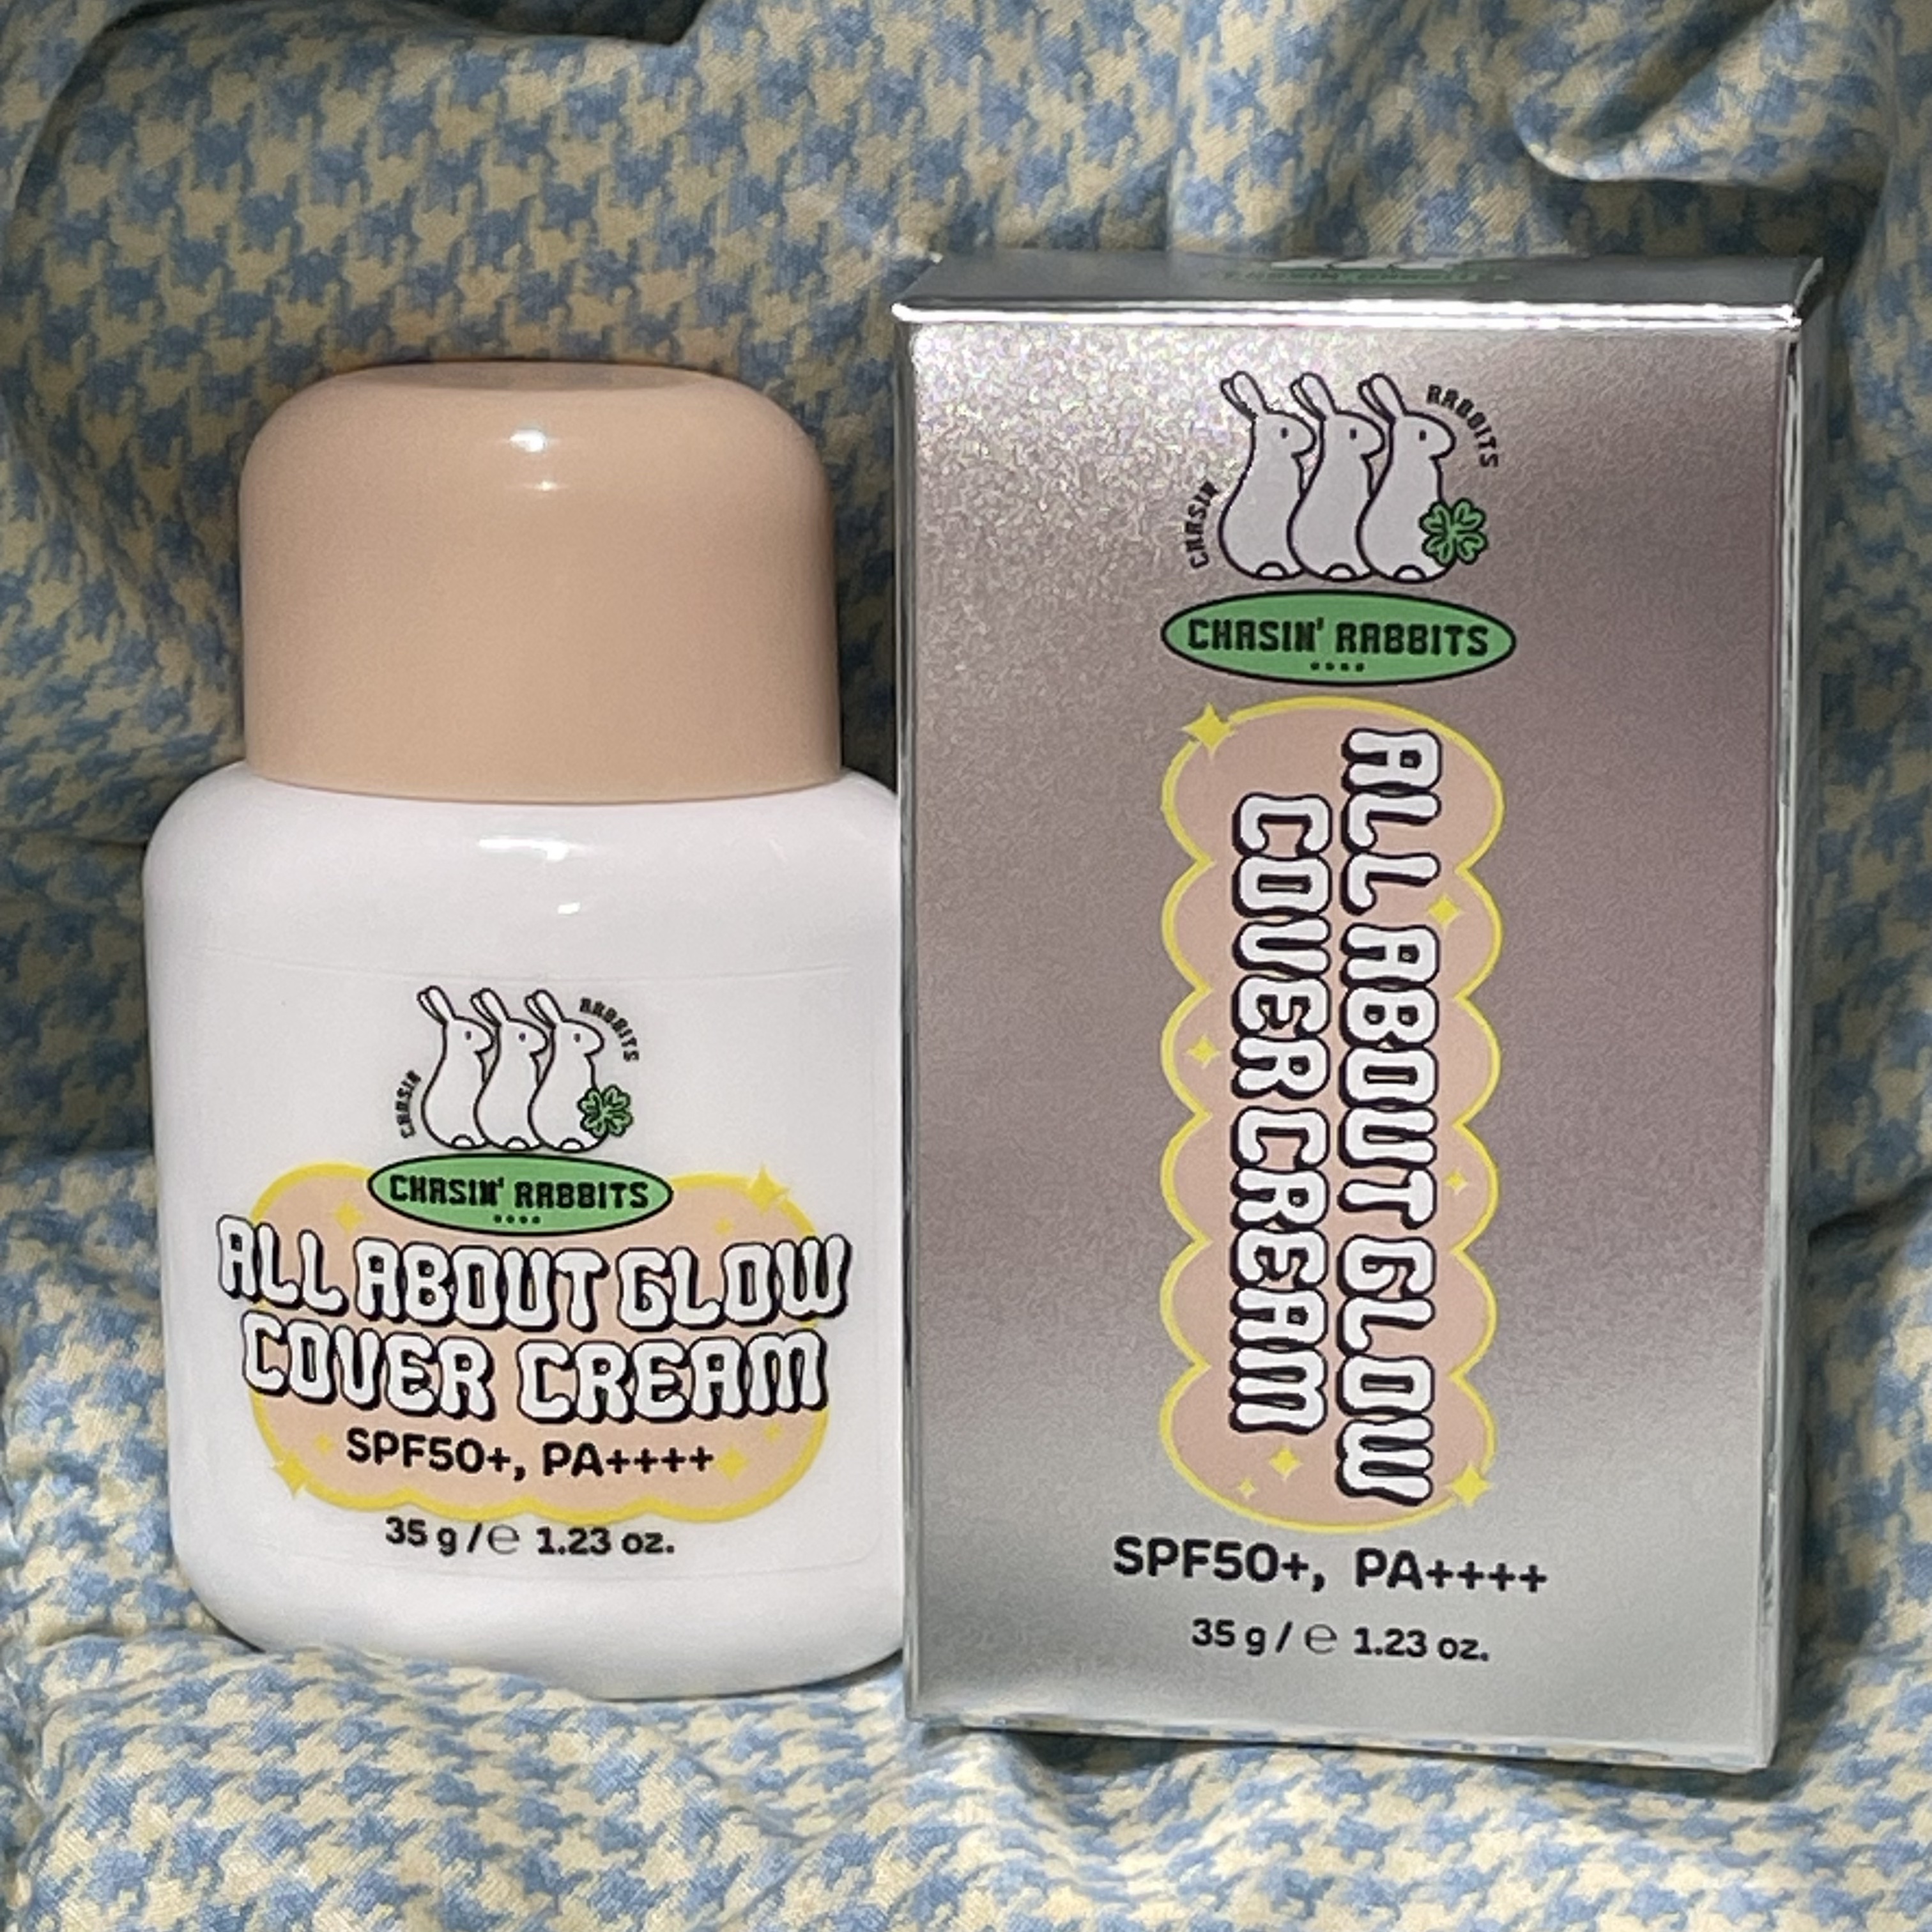 CHASIN
RABBITS
CHASIN' RABBITS
ALL ABOUT GLOW
COVER CREAM
SPF50+, PA++++
35 g / ℮ 1.23 oz.
CHASIN
RABBITS
CHASIN' RABBITS
ALL ABOUT GLOW
COVER CREAM
SPF50+, PA++++
35 g / ℮ 1.23 oz.